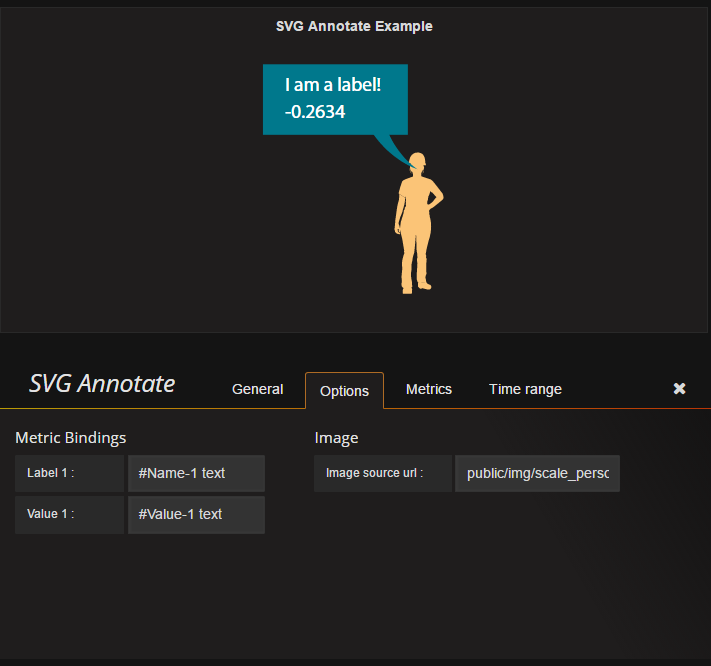 SVG Annotate Example
I am a label!
-0.2634
SVG Annotate
General
Options
Metrics
Time range
Metric Bindings
Image
Label 1 :
#Name-1 text
Image source url :
public/img/scale_perso
Value 1 :
#Value-1 text